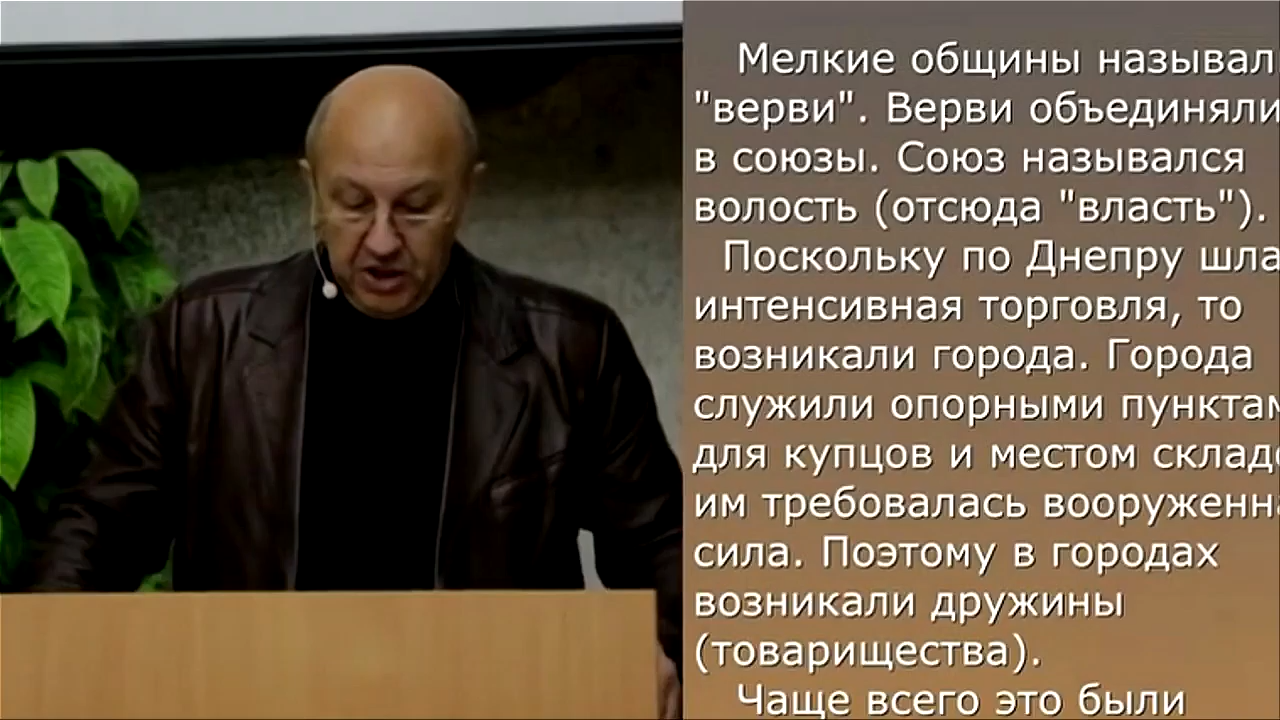 Мелкие общины называл
"верви". Верви объединяли
в союзы. Союз назывался
волость (отсюда "власть").
Поскольку по Днепру шла
интенсивная торговля, то
возникали города. Города
служили опорными пунктам
для купцов и местом складо
им требовалась вооруженна
сила. Поэтому в городах
возникали дружины
(товарищества).
Чаще всего это были